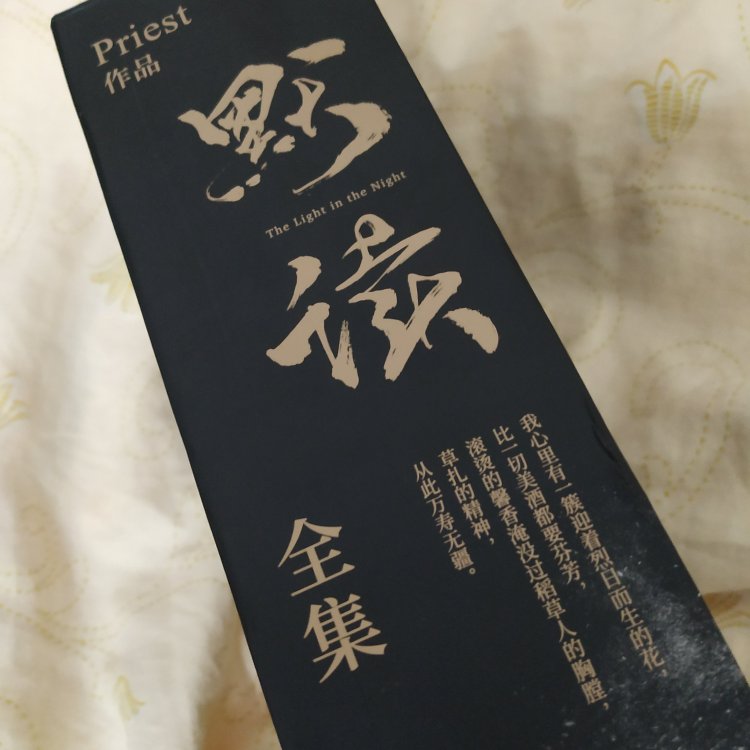 Priest
作品
默读
The Light in the Night
我心里有一簇迎着烈日而生的花，
比一切美酒都要芬芳，
滚烫的馨香淹没过稻草人的胸膛，
草扎的精神，
从此万寿无疆。
全集